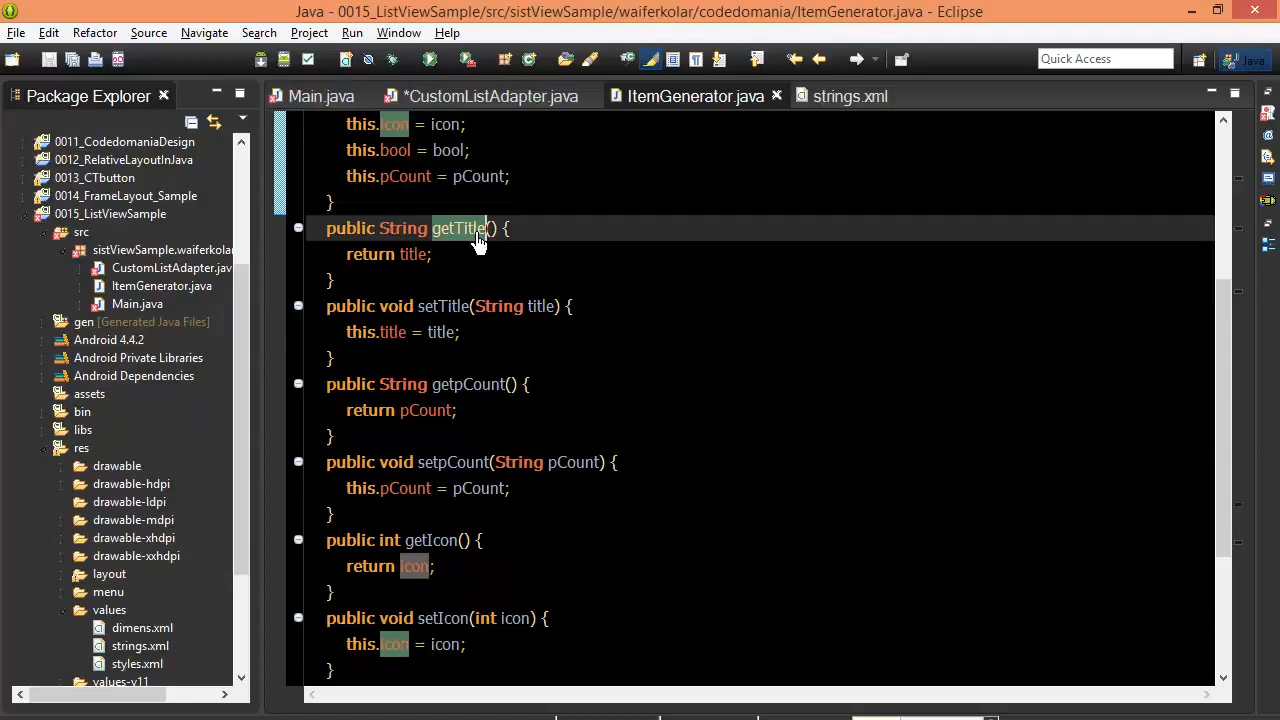 Java - 0015_ListViewSample/src/sistViewSample/waiferkolar/codedomania/ItemGenerator.java - Eclipse
File Edit Refactor Source Navigate Search Project Run Window Help
Quick Access
Java
Package Explorer
Main.java *CustomListAdapter.java ItemGenerator.java strings.xml
0011_CodedomaniaDesign
0012_RelativeLayoutInJava
0013_CTbutton
0014_FrameLayout_Sample
0015_ListViewSample
src
sistViewSample.waiferkolar
CustomListAdapter.jav
ItemGenerator.java
Main.java
gen [Generated Java Files]
Android 4.4.2
Android Private Libraries
Android Dependencies
assets
bin
libs
res
drawable
drawable-hdpi
drawable-ldpi
drawable-mdpi
drawable-xhdpi
drawable-xxhdpi
layout
menu
values
dimens.xml
strings.xml
styles.xml
values-v11
this.icon = icon;
this.bool = bool;
this.pCount = pCount;
}
public String getTitle() {
return title;
}
public void setTitle(String title) {
this.title = title;
}
public String getpCount() {
return pCount;
}
public void setpCount(String pCount) {
this.pCount = pCount;
}
public int getIcon() {
return icon;
}
public void setIcon(int icon) {
this.icon = icon;
}